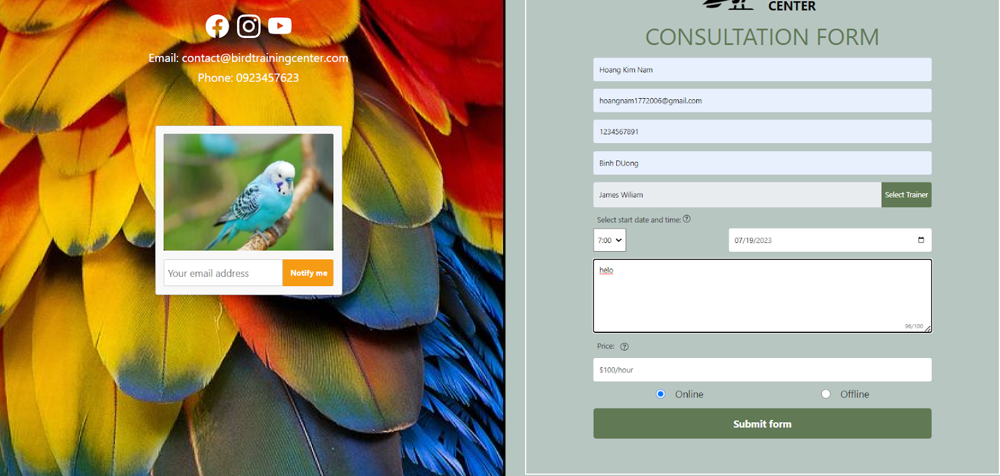 Email: contact@birdtrainingcenter.com
Phone: 0923457623
Your email address
Notify me
CENTER
CONSULTATION FORM
Hoang Kim Nam
hoangnam1772006@gmail.com
1234567891
Binh DUong
James Wiliam
Select Trainer
Select start date and time: ?
7:00
07/19/2023
helo
96/100
Price: ?
$100/hour
Online
Offline
Submit form